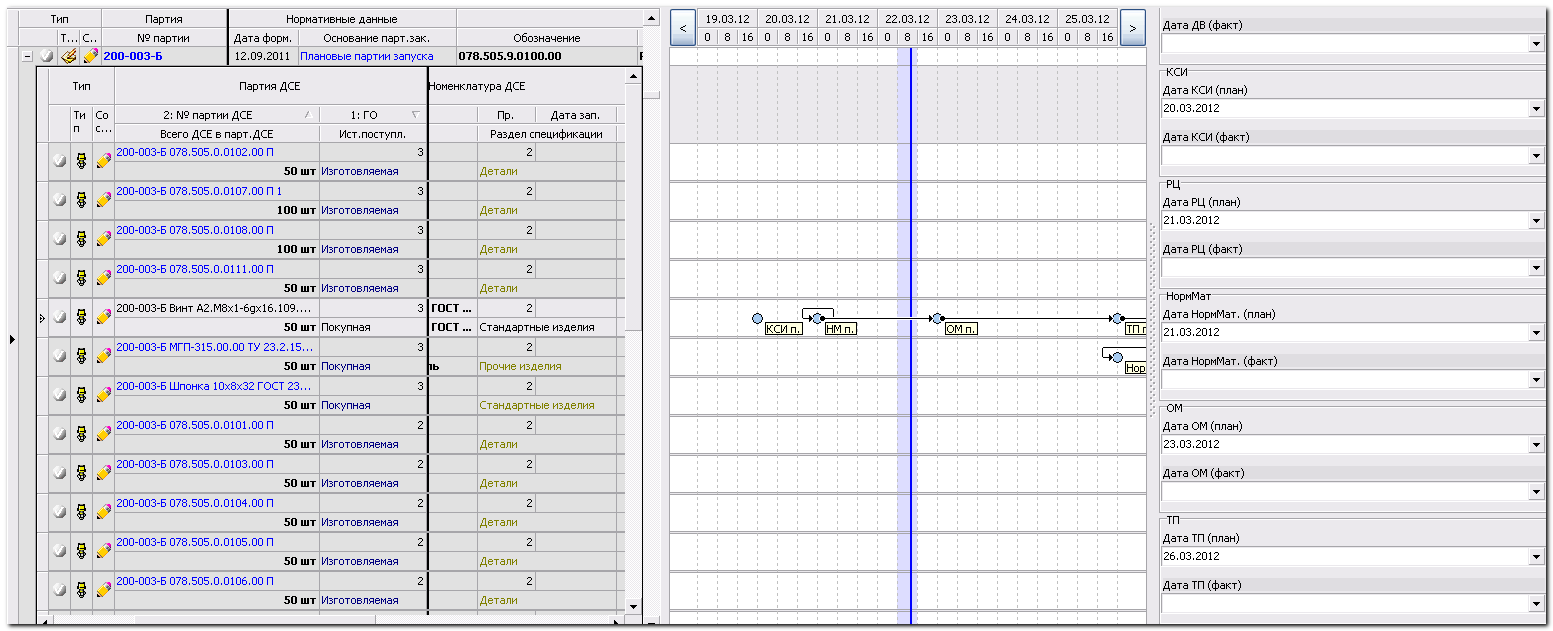 Тип Партия Нормативные данные
Т... С... № партии Дата форм. Основание парт.зак. Обозначение
200-003-Б 12.09.2011 Плановые партии запуска 078.505.9.0100.00
Тип Партия ДСЕ Номенклатура ДСЕ
Ти п Со с... 2: № партии ДСЕ 1: ГО Пр. Дата зап.
Всего ДСЕ в парт.ДСЕ Ист.поступл. Раздел спецификации
200-003-Б 078.505.0.0102.00 П 3 2
50 шт Изготовляемая Детали
200-003-Б 078.505.0.0107.00 П 1 3 2
100 шт Изготовляемая Детали
200-003-Б 078.505.0.0108.00 П 3 2
100 шт Изготовляемая Детали
200-003-Б 078.505.0.0111.00 П 3 2
50 шт Изготовляемая Детали
200-003-Б Винт А2.М8х1-6gх16.109.... 3 ГОСТ ... 2
50 шт Покупная ГОСТ ... Стандартные изделия
200-003-Б МГП-315.00.00 ТУ 23.2.15... 3 2
50 шт Покупная ль Прочие изделия
200-003-Б Шпонка 10х8х32 ГОСТ 23... 3 2
50 шт Покупная Стандартные изделия
200-003-Б 078.505.0.0101.00 П 2 2
50 шт Изготовляемая Детали
200-003-Б 078.505.0.0103.00 П 2 2
50 шт Изготовляемая Детали
200-003-Б 078.505.0.0104.00 П 2 2
50 шт Изготовляемая Детали
200-003-Б 078.505.0.0105.00 П 2 2
50 шт Изготовляемая Детали
200-003-Б 078.505.0.0106.00 П 2 2
50 шт Изготовляемая Детали
< 19.03.12 20.03.12 21.03.12 22.03.12 23.03.12 24.03.12 25.03.12 >
0 8 16 0 8 16 0 8 16 0 8 16 0 8 16 0 8 16 0 8 16
КСИ п. НМ п. ОМ п. ТП п
Нор
Дата ДВ (факт)
КСИ
Дата КСИ (план)
20.03.2012
Дата КСИ (факт)
РЦ
Дата РЦ (план)
21.03.2012
Дата РЦ (факт)
НормМат
Дата НормМат. (план)
21.03.2012
Дата НормМат. (факт)
ОМ
Дата ОМ (план)
23.03.2012
Дата ОМ (факт)
ТП
Дата ТП (план)
26.03.2012
Дата ТП (факт)